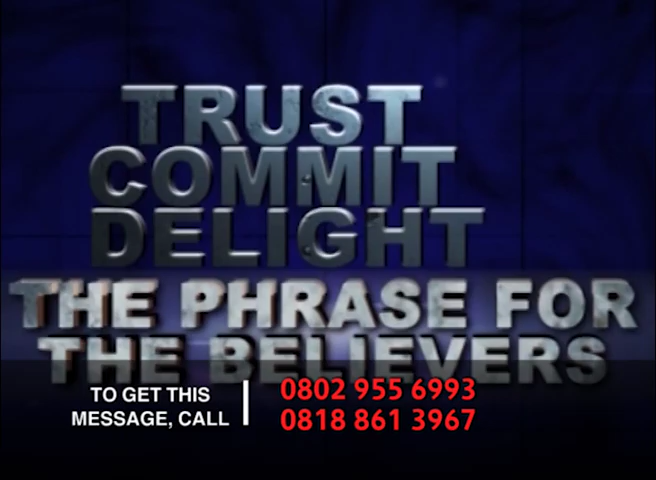 TRUST
COMMIT
DELIGHT
THE PHRASE FOR
THE BELIEVERS
TO GET THIS
MESSAGE, CALL
0802 955 6993
0818 861 3967